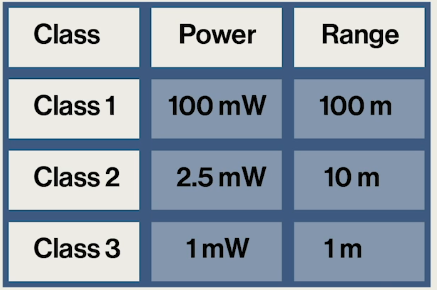 Class Power Range
Class 1 100 mW 100 m
Class 2 2.5 mW 10 m
Class 3 1 mW 1 m